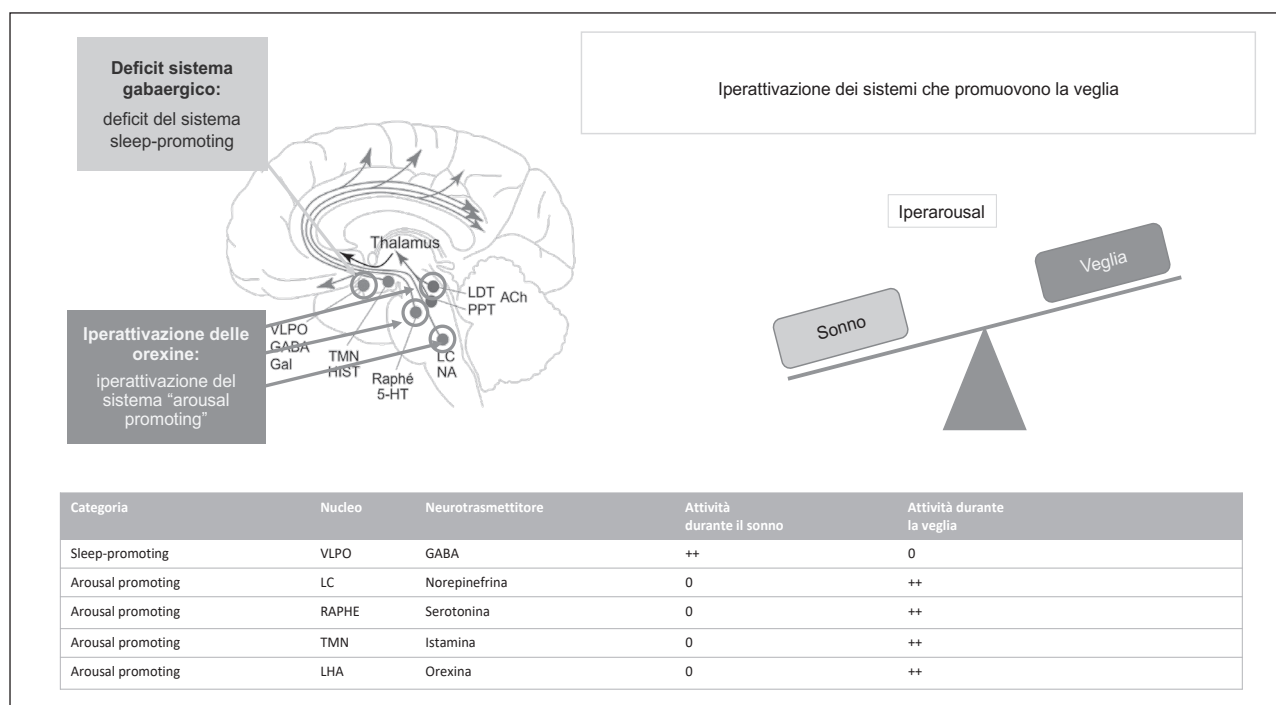 Deficit sistema
gabaergico:
deficit del sistema
sleep-promoting
Iperattivazione dei sistemi che promuovono la veglia
Iperarousal
Veglia
Sonno
Thalamus
LDT
PPT
ACh
VLPO
GABA
Gal
TMN
HIST
Raphé
5-HT
LC
NA
Iperattivazione delle
orexine:
iperattivazione del
sistema “arousal
promoting”
Categoria Nucleo Neurotrasmettitore Attività durante il sonno Attività durante la veglia
Sleep-promoting VLPO GABA ++ 0
Arousal promoting LC Norepinefrina 0 ++
Arousal promoting RAPHE Serotonina 0 ++
Arousal promoting TMN Istamina 0 ++
Arousal promoting LHA Orexina 0 ++